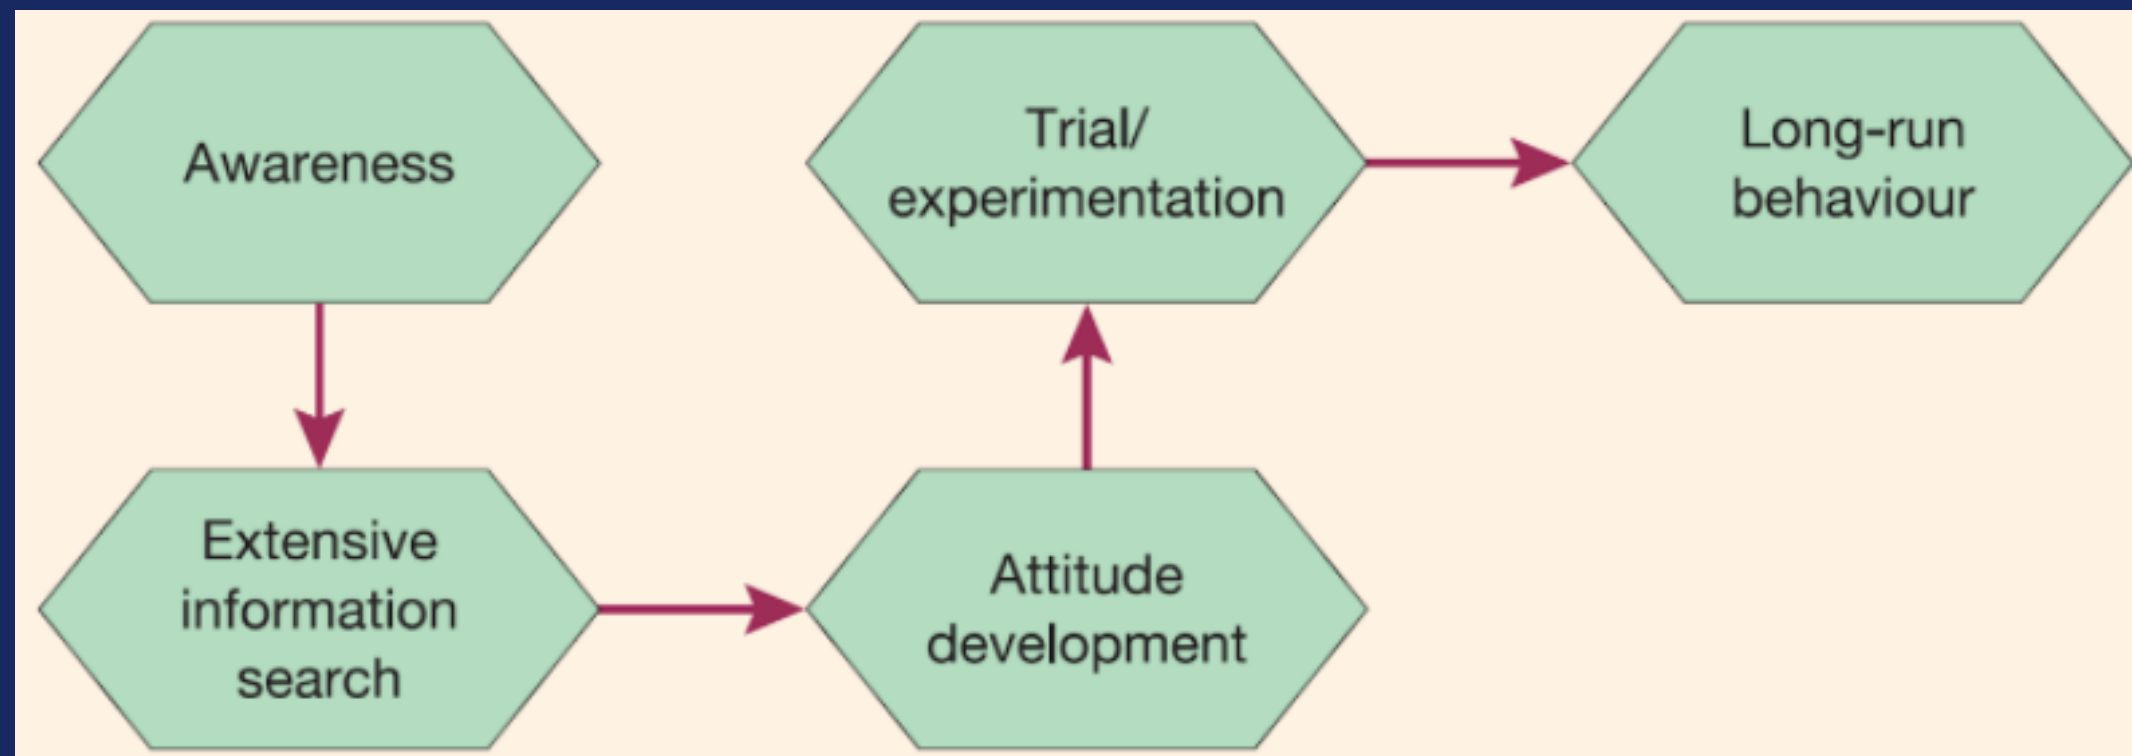 Awareness
Extensive
information
search
Attitude
development
Trial/
experimentation
Long-run
behaviour